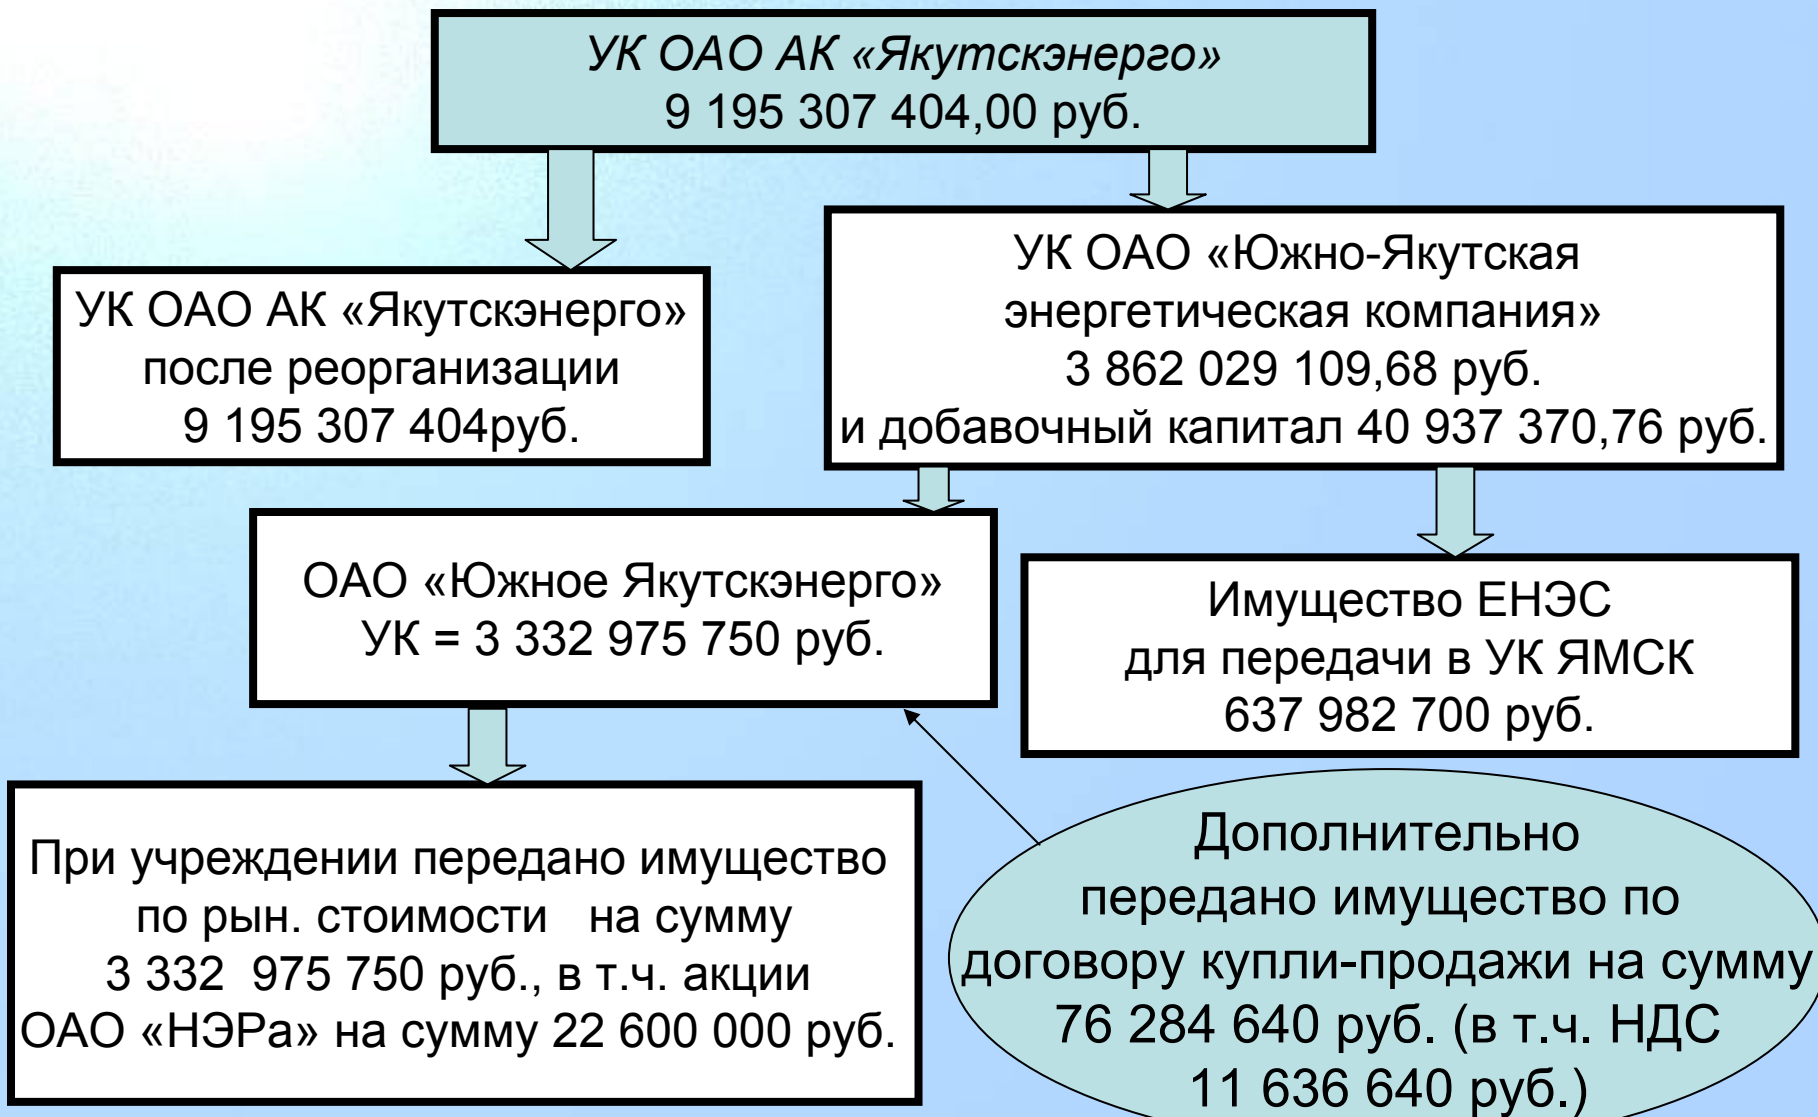 УК ОАО АК «Якутскэнерго»
9 195 307 404,00 руб.
УК ОАО АК «Якутскэнерго»
после реорганизации
9 195 307 404руб.
УК ОАО «Южно-Якутская
энергетическая компания»
3 862 029 109,68 руб.
и добавочный капитал 40 937 370,76 руб.
ОАО «Южное Якутскэнерго»
УК = 3 332 975 750 руб.
Имущество ЕНЭС
для передачи в УК ЯМСК
637 982 700 руб.
При учреждении передано имущество
по рын. стоимости на сумму
3 332 975 750 руб., в т.ч. акции
ОАО «НЭРа» на сумму 22 600 000 руб.
Дополнительно
передано имущество по
договору купли-продажи на сумму
76 284 640 руб. (в т.ч. НДС
11 636 640 руб.)